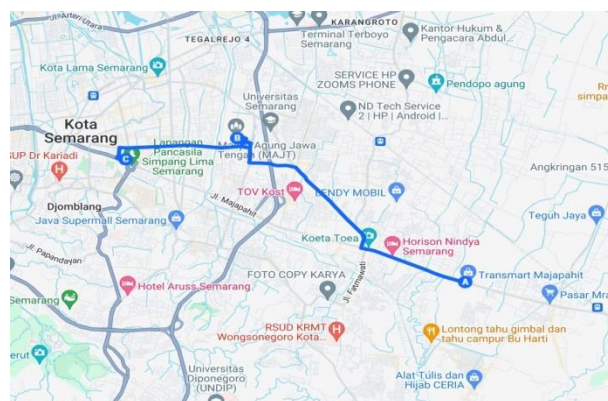 Jl. Arteri Utara
KARANGROTO
TEGALREJO 4
Terminal Terboyo
Semarang
Kantor Hukum &
Pengacara Abdul...
Kota Lama Semarang
SERVICE HP
ZOOMS PHONE
Pendopo agung
Universitas
Semarang
ND Tech Service
2 | HP | Android |...
Kota
Semarang
B
Agung Jawa
Tengah (MAJT)
Lapangan
Pancasila
Simpang Lima
Semarang
C
SUP Dr Kariadi
Angkringan 515
TOV Kost
LENDY MOBIL
Djomblang
Jl. Majapahit
Teguh Jaya
Java Supermall Semarang
Koeta Toea
Horison Nindya
Semarang
Jl. Papandayan
Jl. Fatmawati
Transmart Majapahit
A
FOTO COPY KARYA
Hotel Aruss Semarang
Pasar Mra
Semarang
RSUD KRMT
Wongsonegoro Kota...
Lontong tahu gimbal dan
tahu campur Bu Harti
Universitas
Diponegoro
(UNDIP)
Alat Tulis dan
Hijab CERIA